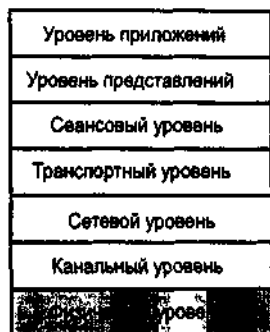 Уровень приложений
Уровень представлений
Сеансовый уровень
Транспортный уровень
Сетевой уровень
Канальный уровень